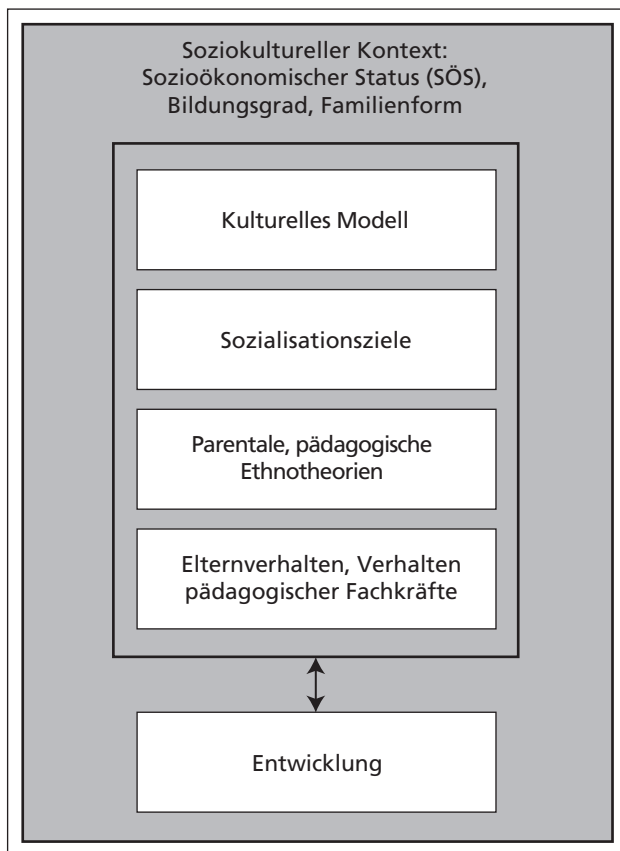 Soziokultureller Kontext:
Sozioökonomischer Status (SÖS),
Bildungsgrad, Familienform
Kulturelles Modell
Sozialisationsziele
Parentale, pädagogische
Ethnotheorien
Elternverhalten, Verhalten
pädagogischer Fachkräfte
Entwicklung